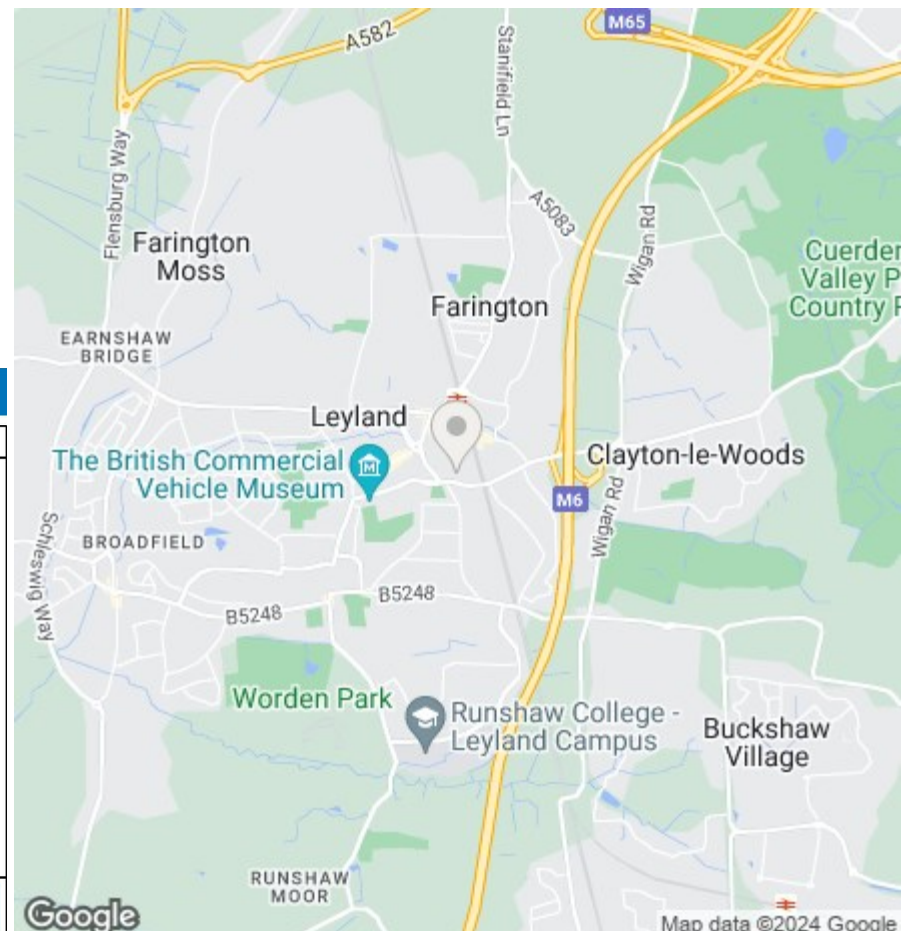 M65
A582
Stanifield Ln
Flensburg Way
A5083
Wigan Rd
Farington
Moss
Cuerder
Valley P
Country P
Farington
EARNSHAW
BRIDGE
Leyland
The British Commercial
Vehicle Museum
Clayton-le-Woods
M6
Wigan Rd
Schleswig Way
BROADFIELD
B5248
B5248
Worden Park
Runshaw College -
Leyland Campus
Buckshaw
Village
RUNSHAW
MOOR
Google
Map data ©2024 Google